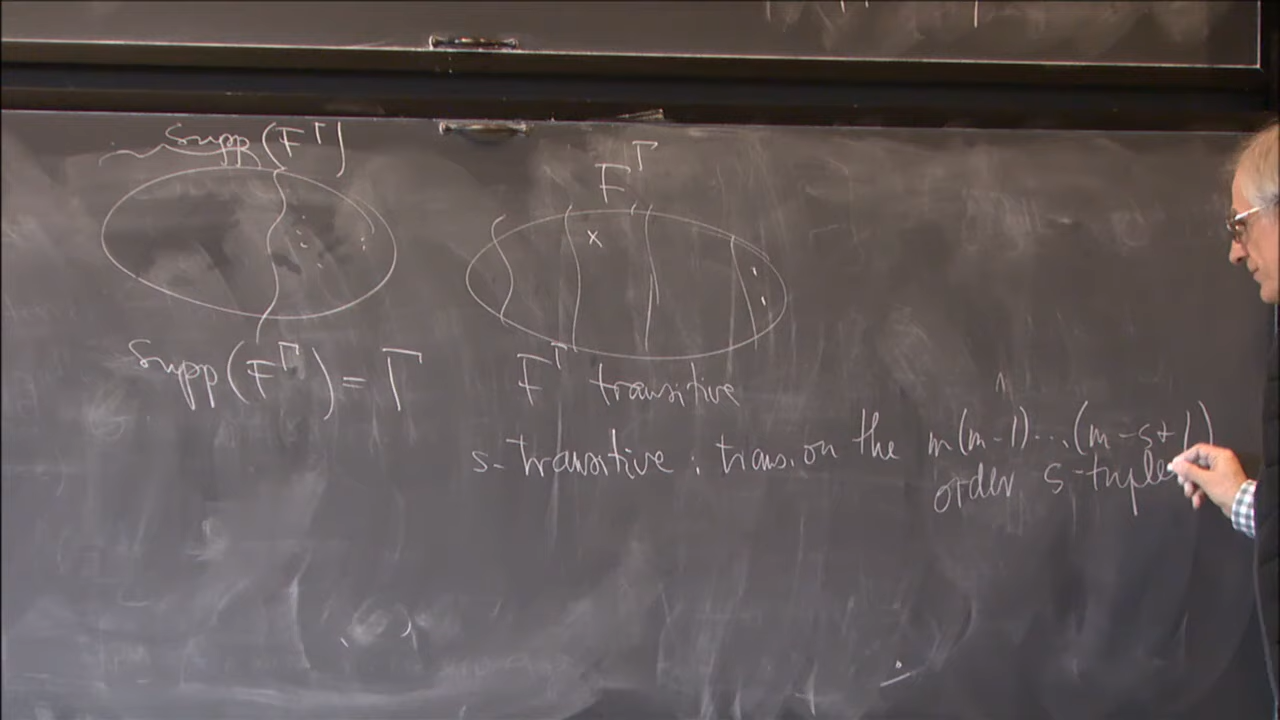 Supp(F^Γ)
F^Γ
x
Supp(F^Γ) = Γ
F^Γ transitive
s-transitive : trans. on the m(m-1)...(m-s+1)
order s-tuples